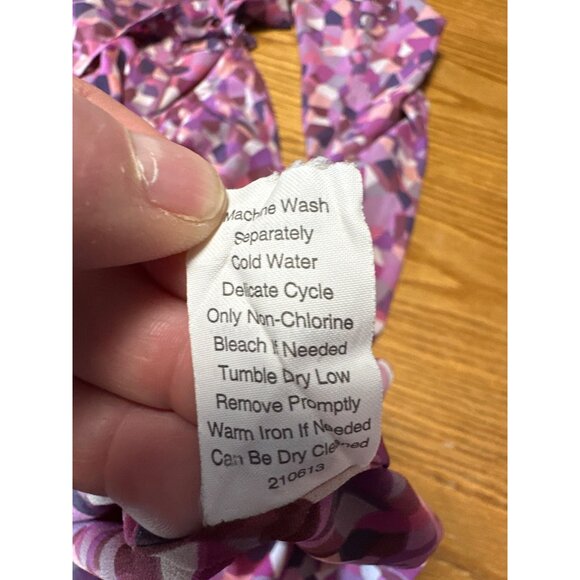 Machine Wash
Separately
Cold Water
Delicate Cycle
Only Non-Chlorine
Bleach If Needed
Tumble Dry Low
Remove Promptly
Warm Iron If Needed
Can Be Dry Cleaned
210613